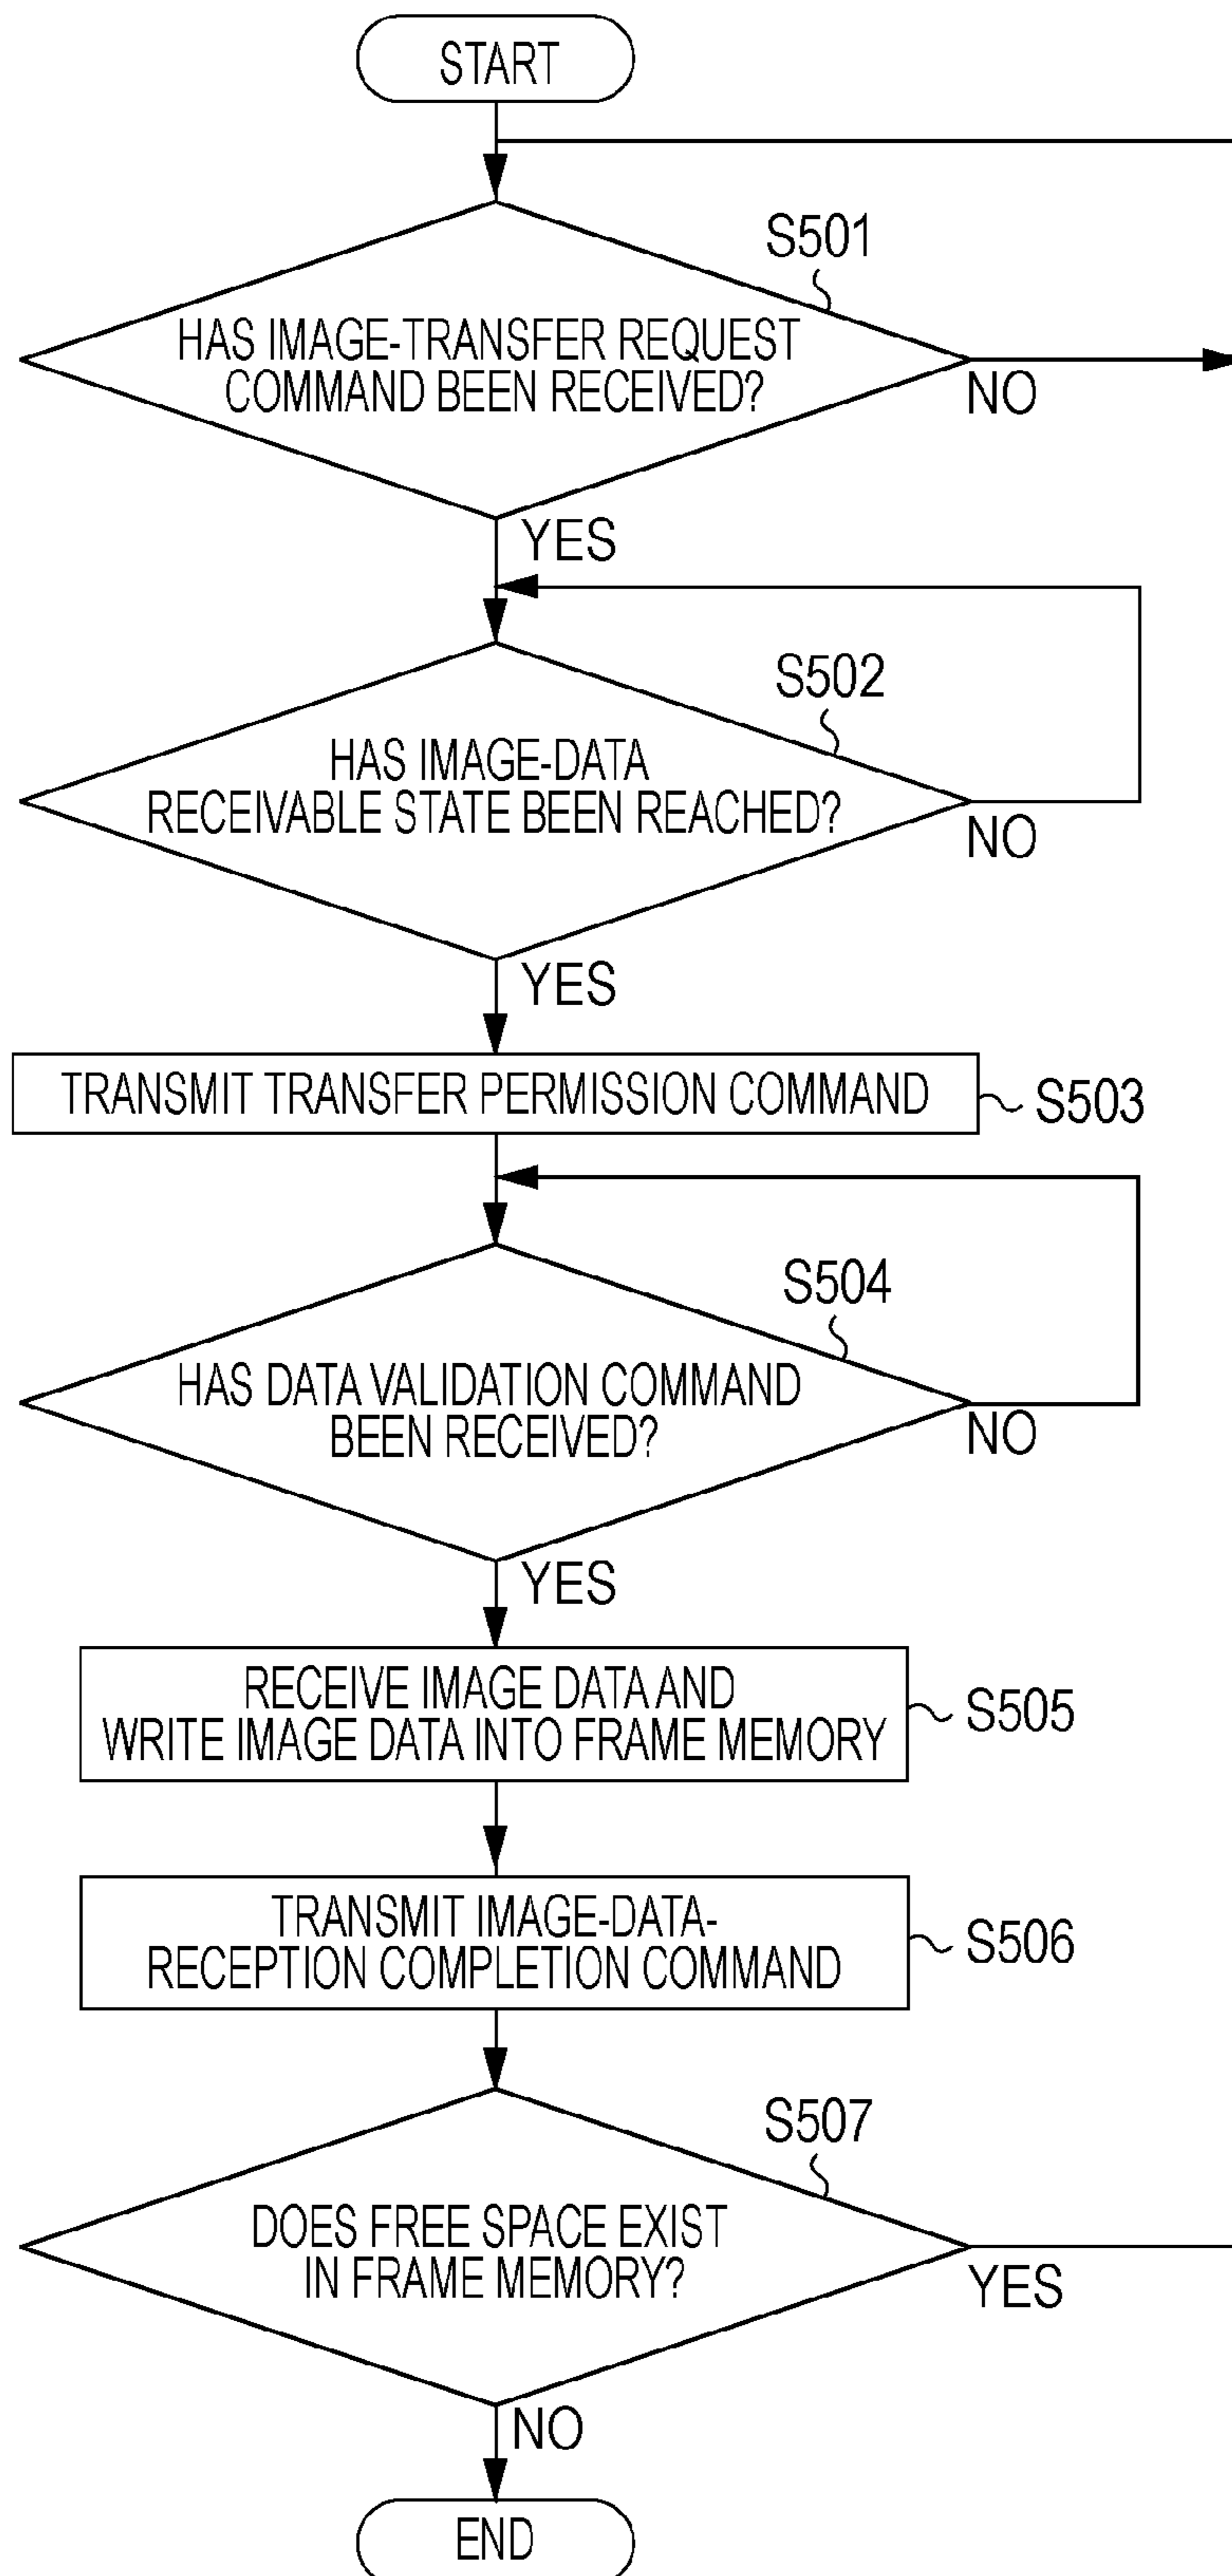 START
S501
HAS IMAGE-TRANSFER REQUEST
COMMAND BEEN RECEIVED?
NO
YES
S502
HAS IMAGE-DATA
RECEIVABLE STATE BEEN REACHED?
NO
YES
TRANSMIT TRANSFER PERMISSION COMMAND
S503
S504
HAS DATA VALIDATION COMMAND
BEEN RECEIVED?
NO
YES
RECEIVE IMAGE DATA AND
WRITE IMAGE DATA INTO FRAME MEMORY
S505
TRANSMIT IMAGE-DATA-
RECEPTION COMPLETION COMMAND
S506
S507
DOES FREE SPACE EXIST
IN FRAME MEMORY?
YES
NO
END